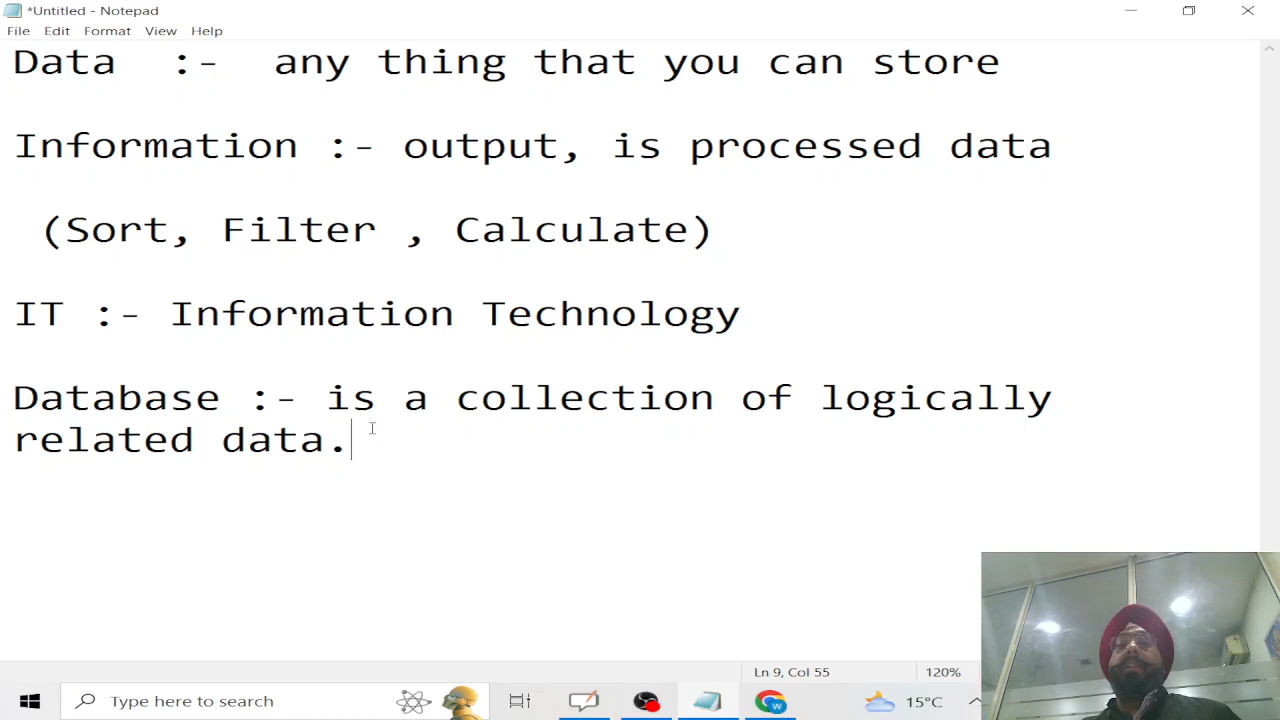 *Untitled - Notepad
File Edit Format View Help
Data :- any thing that you can store
Information :- output, is processed data
(Sort, Filter , Calculate)
IT :- Information Technology
Database :- is a collection of logically
related data.
Ln 9, Col 55 120%
Type here to search 15°C